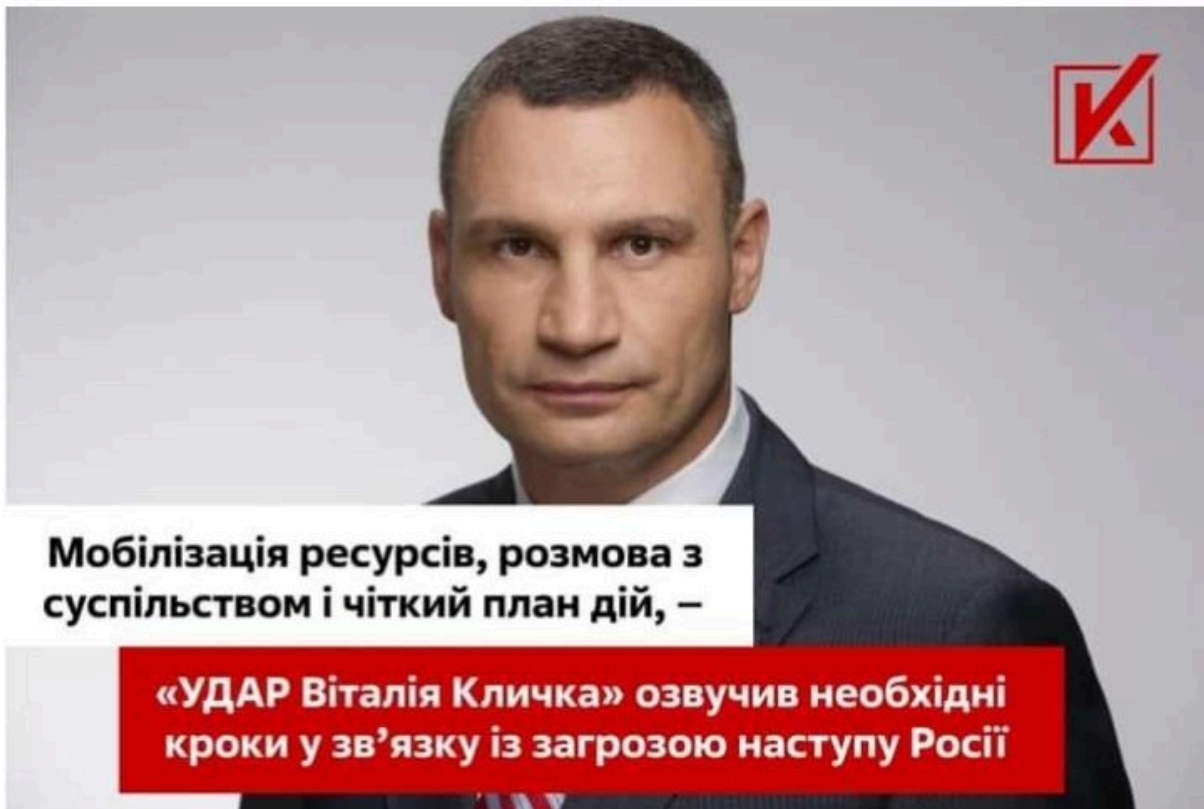 Мобілізація ресурсів, розмова з
суспільством і чіткий план дій, –
«УДАР Віталія Кличка» озвучив необхідні
кроки у зв’язку із загрозою наступу Росії